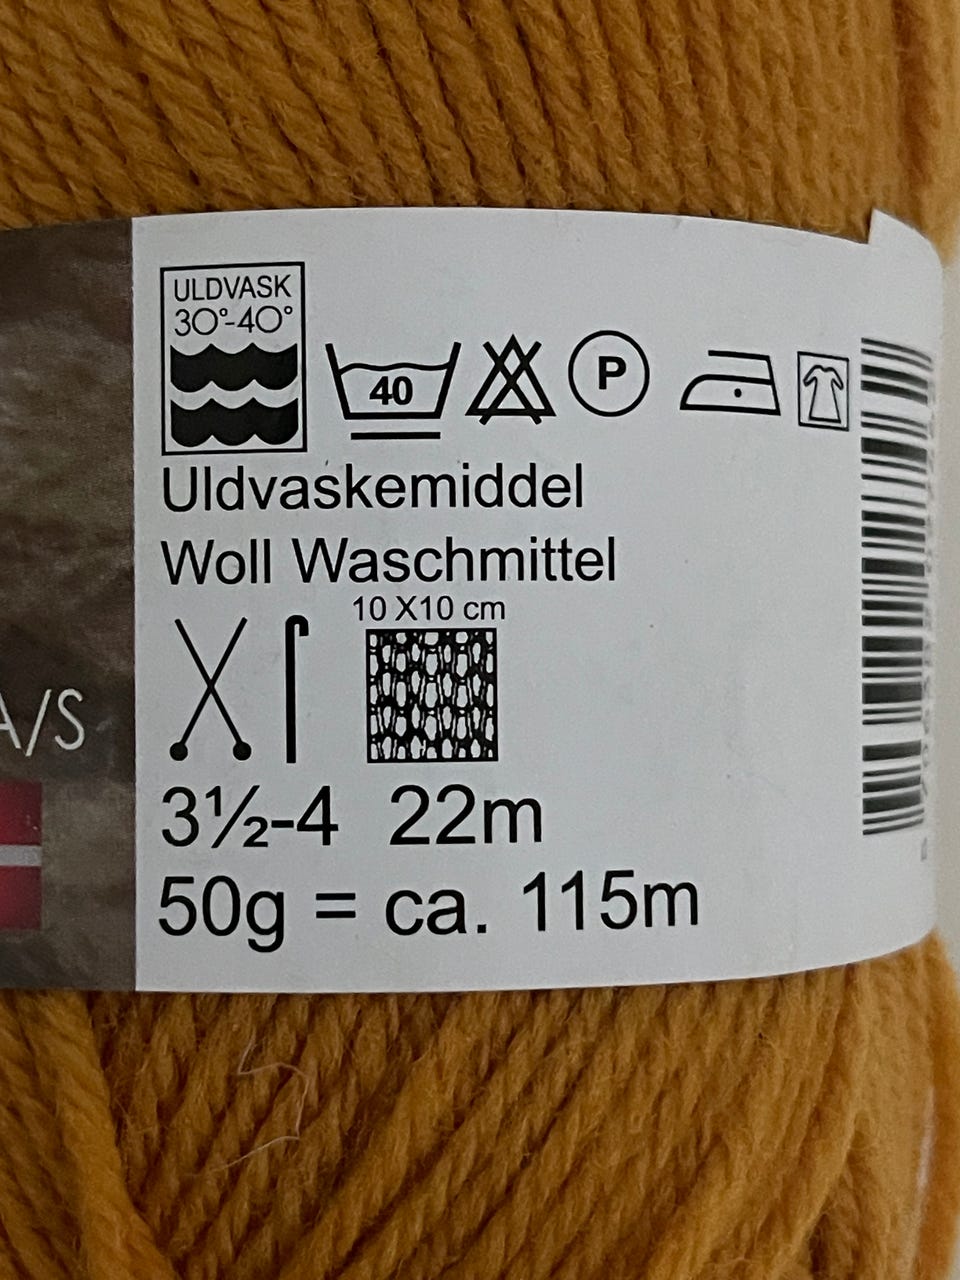 ULDVASK
30°-40°
40
P
Uldvaskemiddel
Woll Waschmittel
10 X10 cm
A/S
3½-4 22m
50g = ca. 115m